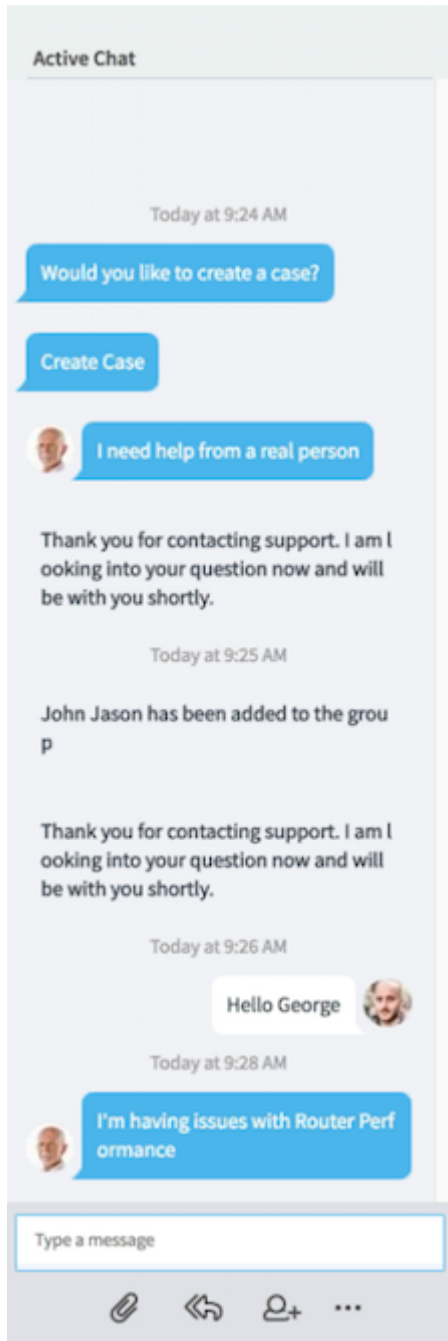 Active Chat
Today at 9:24 AM
Would you like to create a case?
Create Case
I need help from a real person
Thank you for contacting support. I am l
ooking into your question now and will
be with you shortly.
Today at 9:25 AM
John Jason has been added to the grou
p
Thank you for contacting support. I am l
ooking into your question now and will
be with you shortly.
Today at 9:26 AM
Hello George
Today at 9:28 AM
I'm having issues with Router Perf
ormance
Type a message